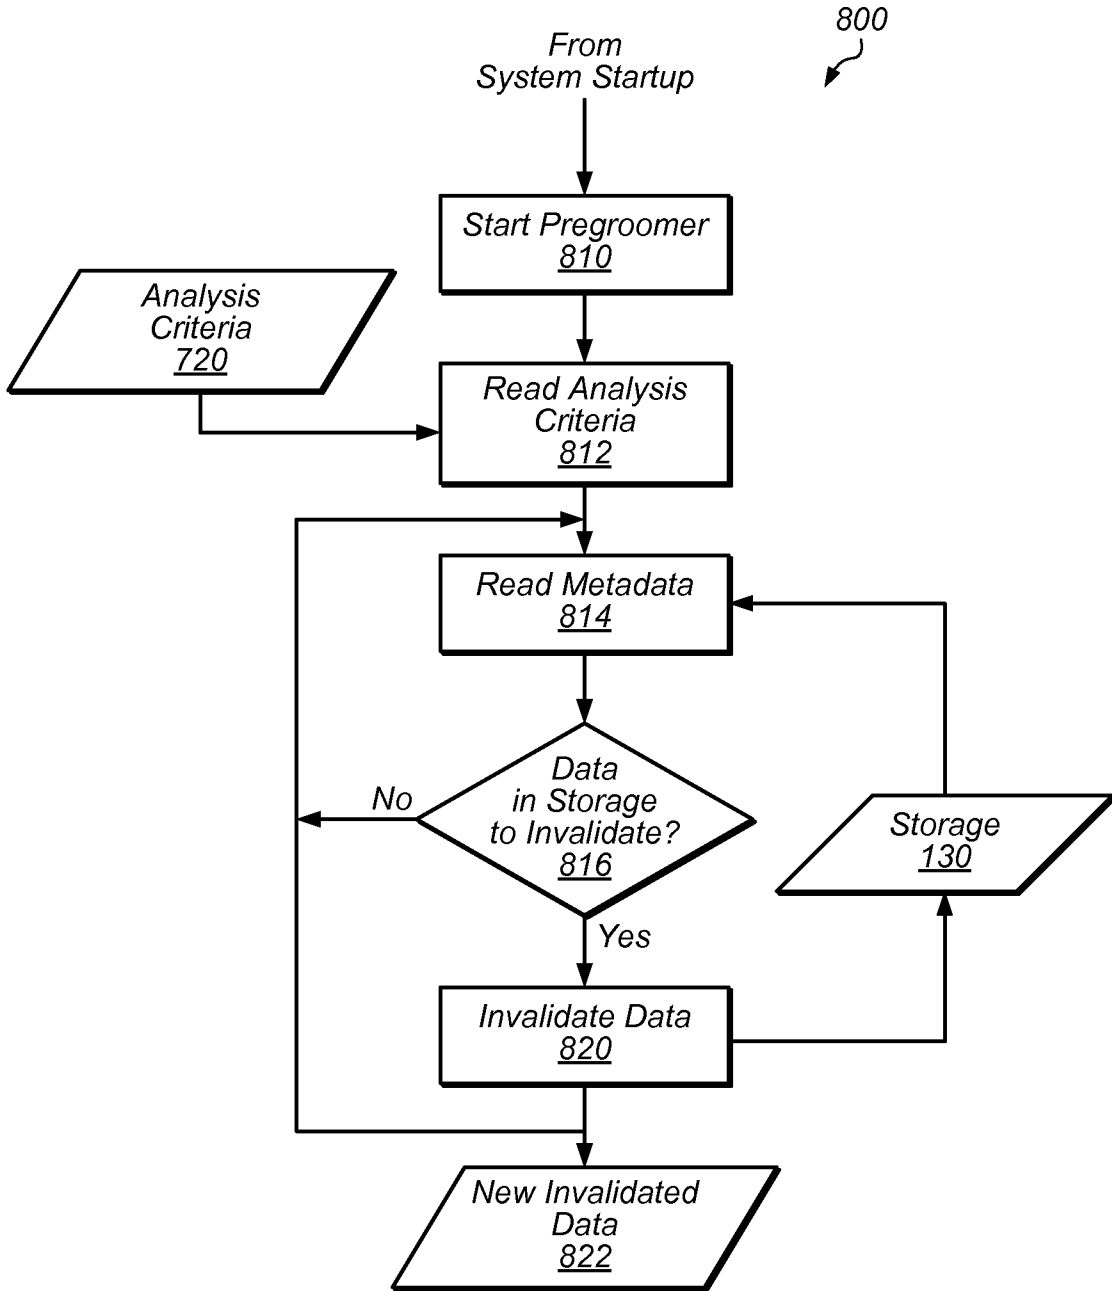 800
From
System Startup
Start Pregroomer
810
Analysis
Criteria
720
Read Analysis
Criteria
812
Read Metadata
814
Data
in Storage
to Invalidate?
816
No
Storage
130
Yes
Invalidate Data
820
New Invalidated
Data
822